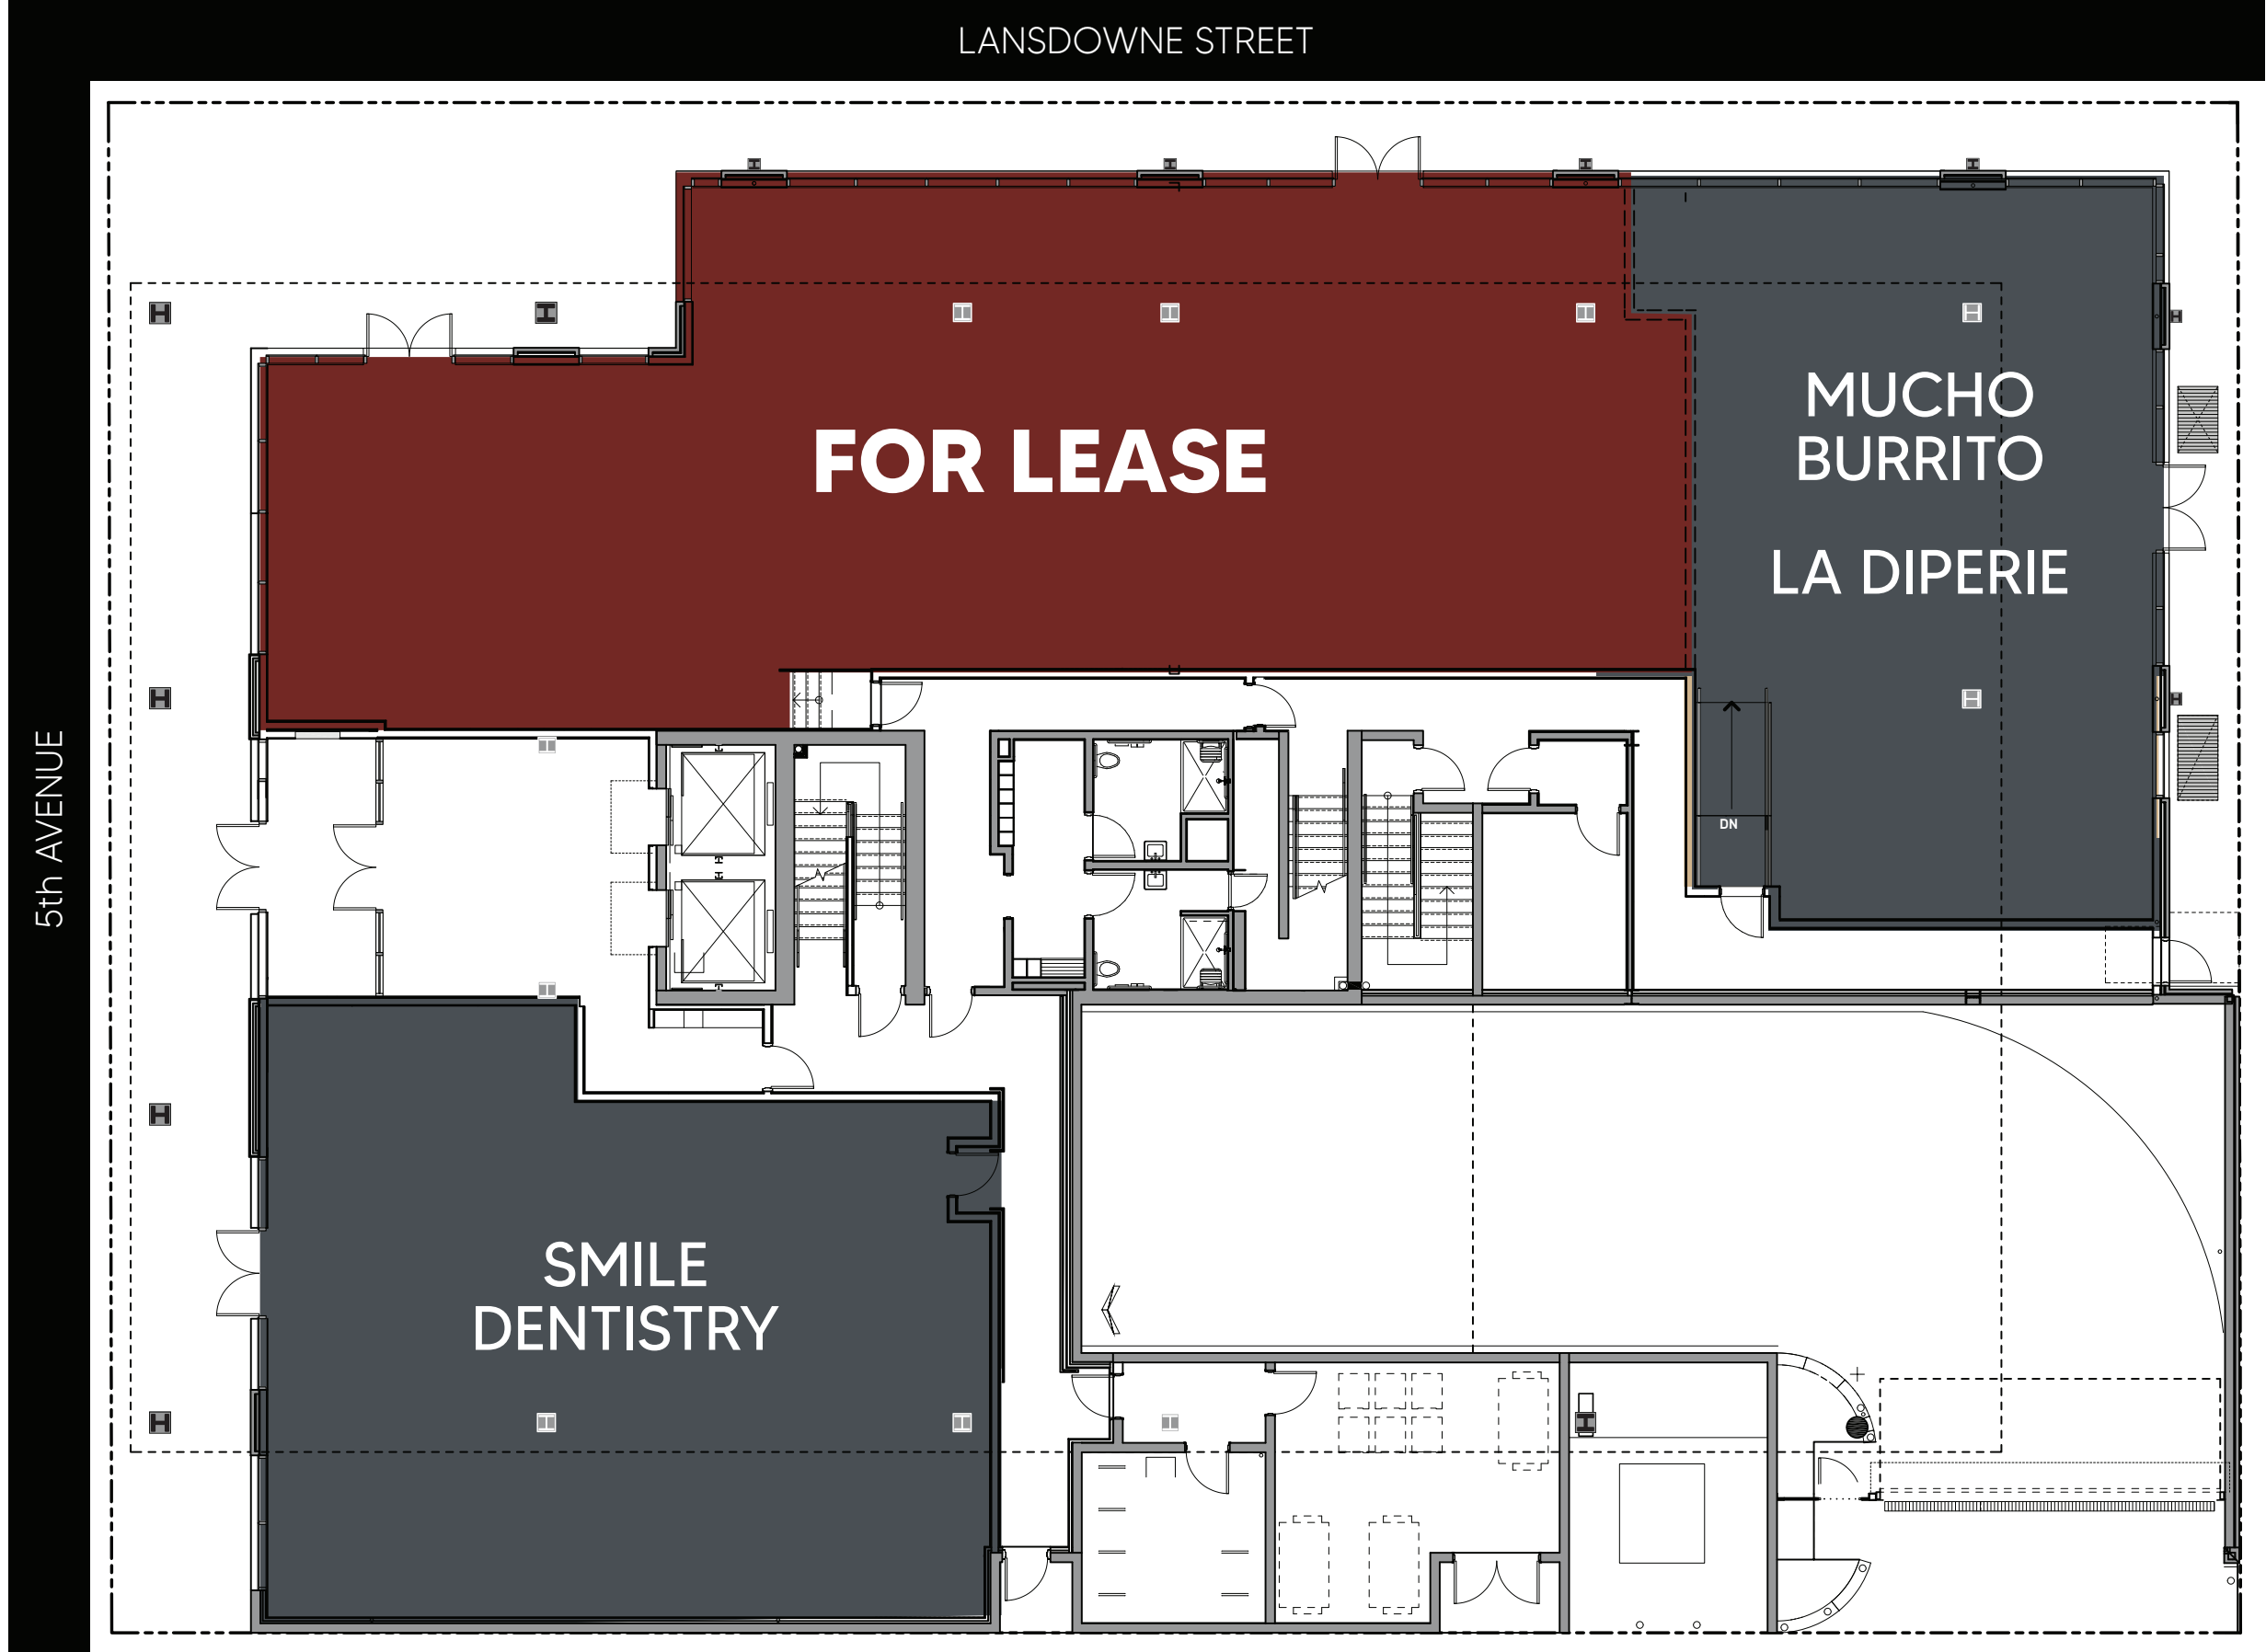 LANSDOWNE STREET
5th AVENUE
FOR LEASE
MUCHO
BURRITO
LA DIPERIE
DN
SMILE
DENTISTRY